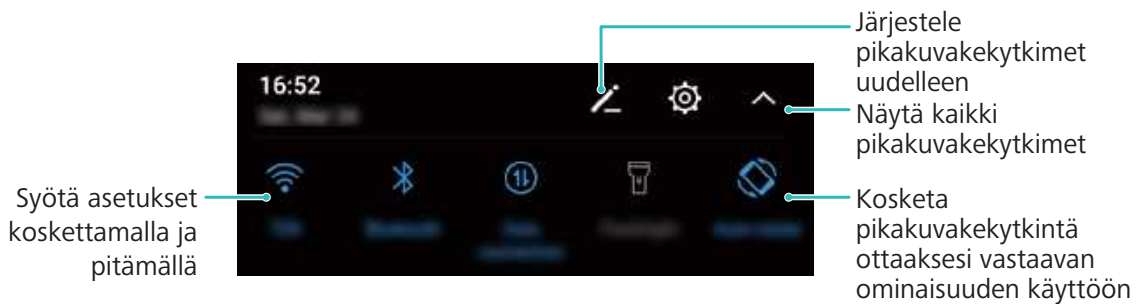 Järjestele
pikakuvakekytkimet
uudelleen
16:52
Näytä kaikki
pikakuvakekytkimet
Syötä asetukset
koskettamalla ja
pitämällä
Kosketa
pikakuvakekytkintä
ottaaksesi vastaavan
ominaisuuden käyttöön